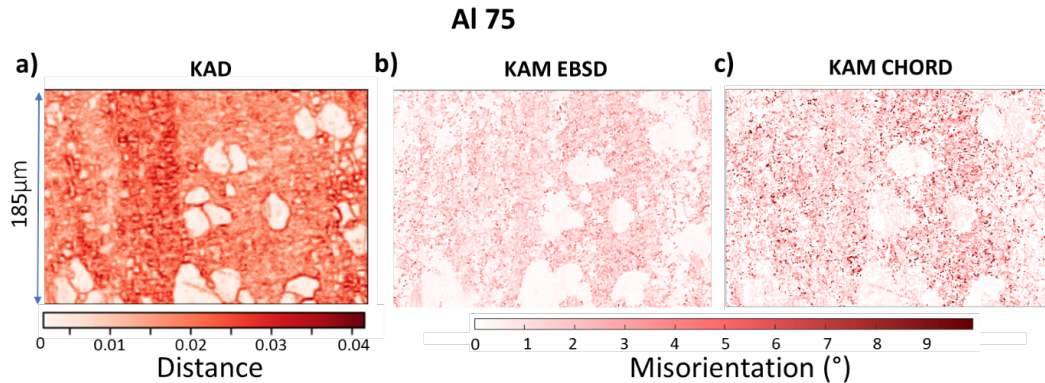 Al 75
a) KAD
b) KAM EBSD
c) KAM CHORD
185µm
0 0.01 0.02 0.03 0.04
Distance
0 1 2 3 4 5 6 7 8 9
Misorientation (°)